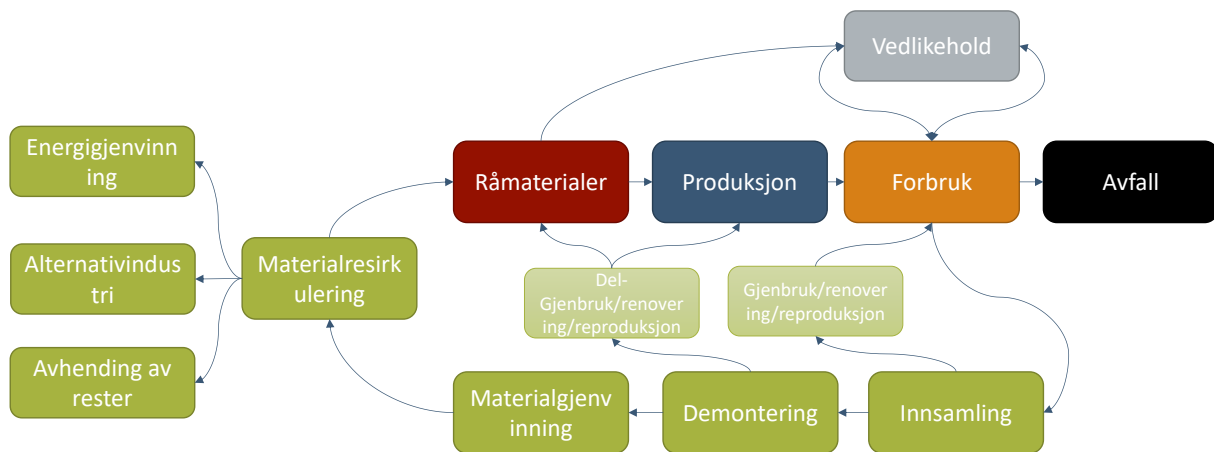 Vedlikehold
Energigjenvinn
ing
Råmaterialer
Produksjon
Forbruk
Avfall
Alternativindus
tri
Materialresirk
ulering
Del-
Gjenbruk/renover
ing/reproduksjon
Gjenbruk/renover
ing/reproduksjon
Avhending av
rester
Materialgjenv
inning
Demontering
Innsamling